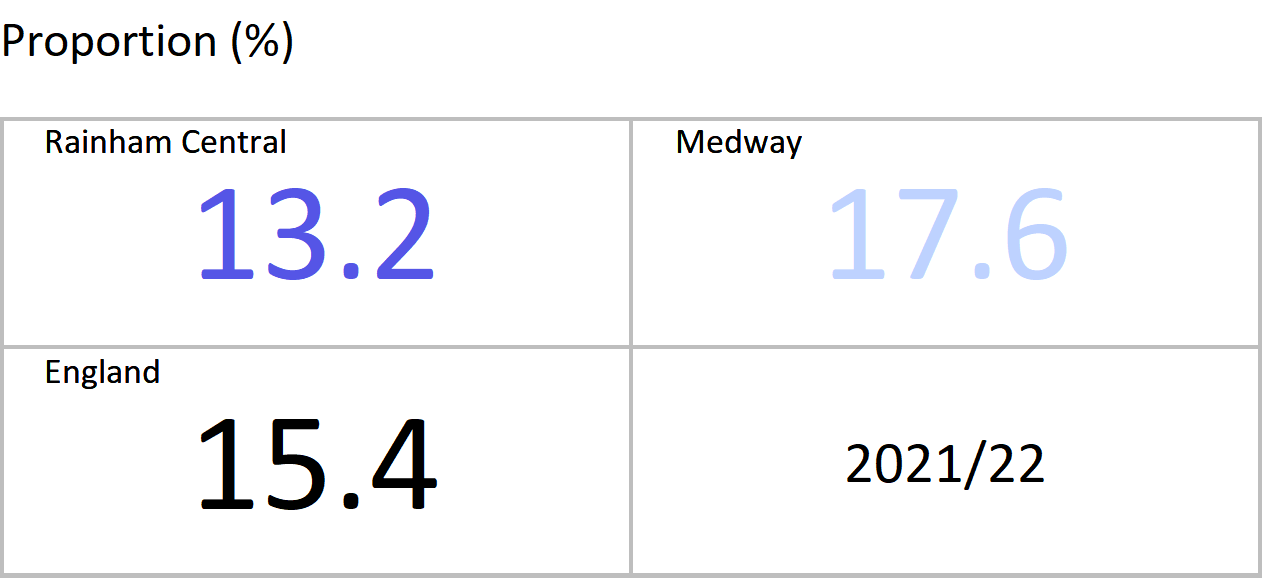 Proportion (%)
Rainham Central
13.2
Medway
17.6
England
15.4
2021/22